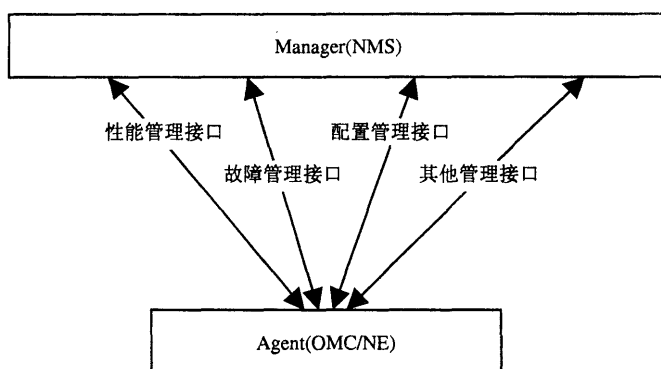 Manager(NMS)
性能管理接口
配置管理接口
故障管理接口
其他管理接口
Agent(OMC/NE)